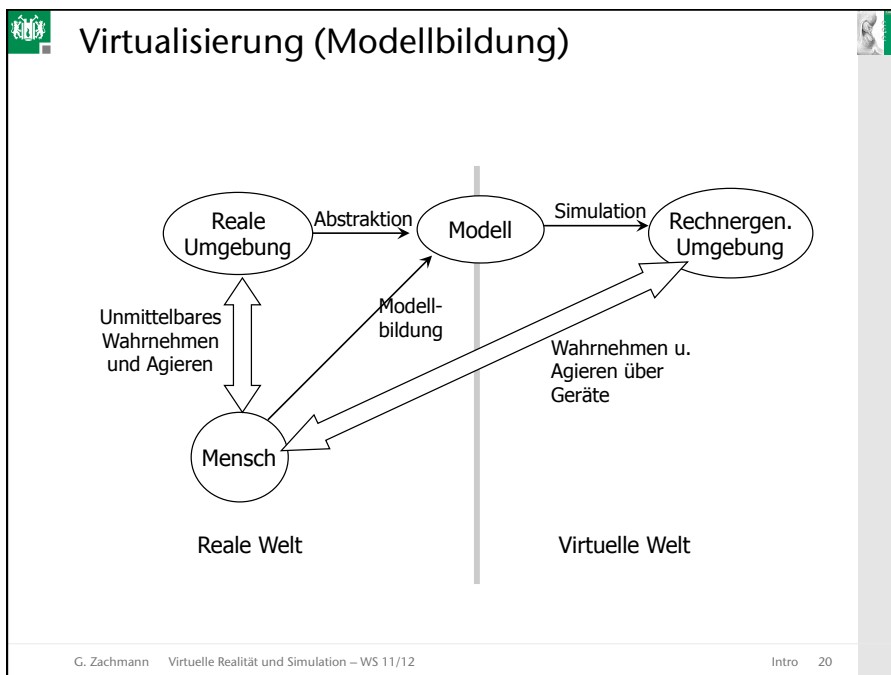 Virtualisierung (Modellbildung)
Reale
Umgebung
Abstraktion
Modell
Simulation
Rechnergen.
Umgebung
Unmittelbares
Wahrnehmen
und Agieren
Modell-
bildung
Wahrnehmen u.
Agieren über
Geräte
Mensch
Reale Welt
Virtuelle Welt
G. Zachmann Virtuelle Realität und Simulation – WS 11/12
Intro 20